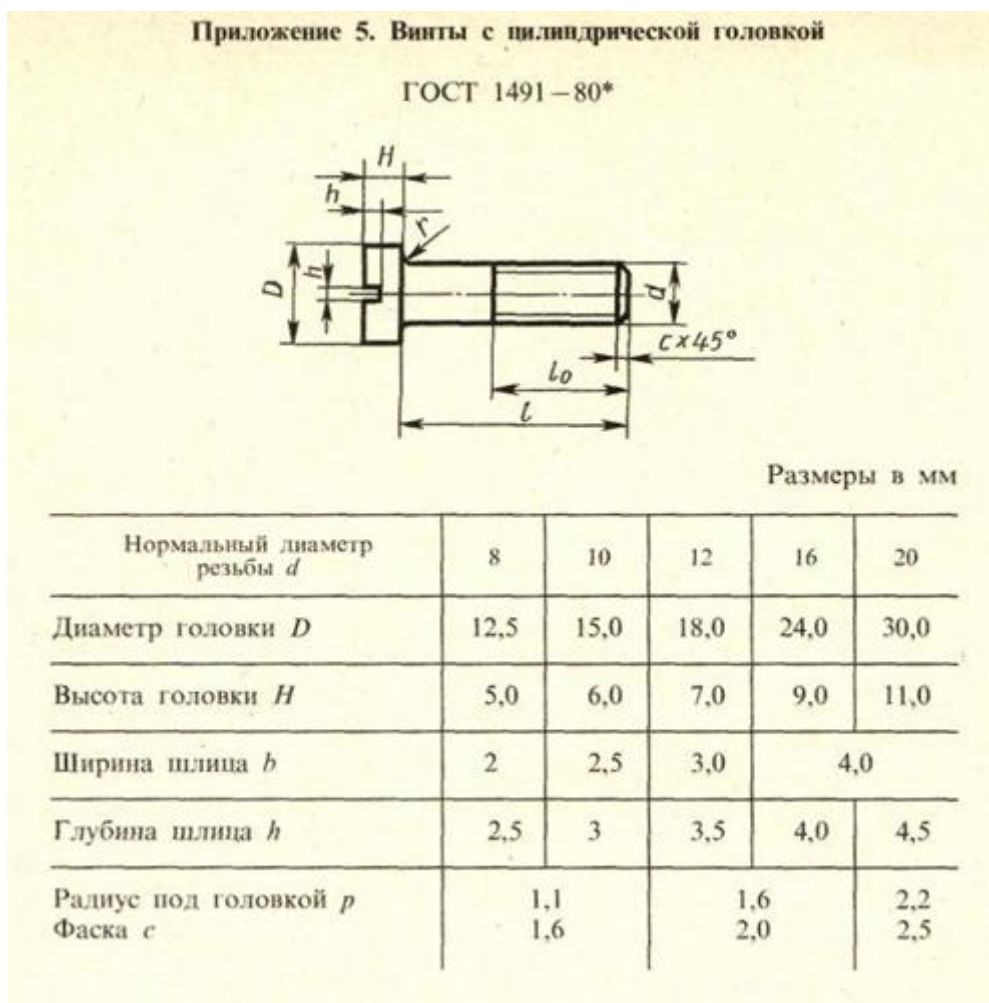 Приложение 5. Винты с цилиндрической головкой
ГОСТ 1491–80*
H
h
r
D
h
d
c×45°
l₀
l
Размеры в мм
Нормальный диаметр
резьбы d
8 10 12 16 20
Диаметр головки D 12,5 15,0 18,0 24,0 30,0
Высота головки H 5,0 6,0 7,0 9,0 11,0
Ширина шлица b 2 2,5 3,0 4,0
Глубина шлица h 2,5 3 3,5 4,0 4,5
Радиус под головкой р 1,1 1,6 2,2
Фаска c 1,6 2,0 2,5